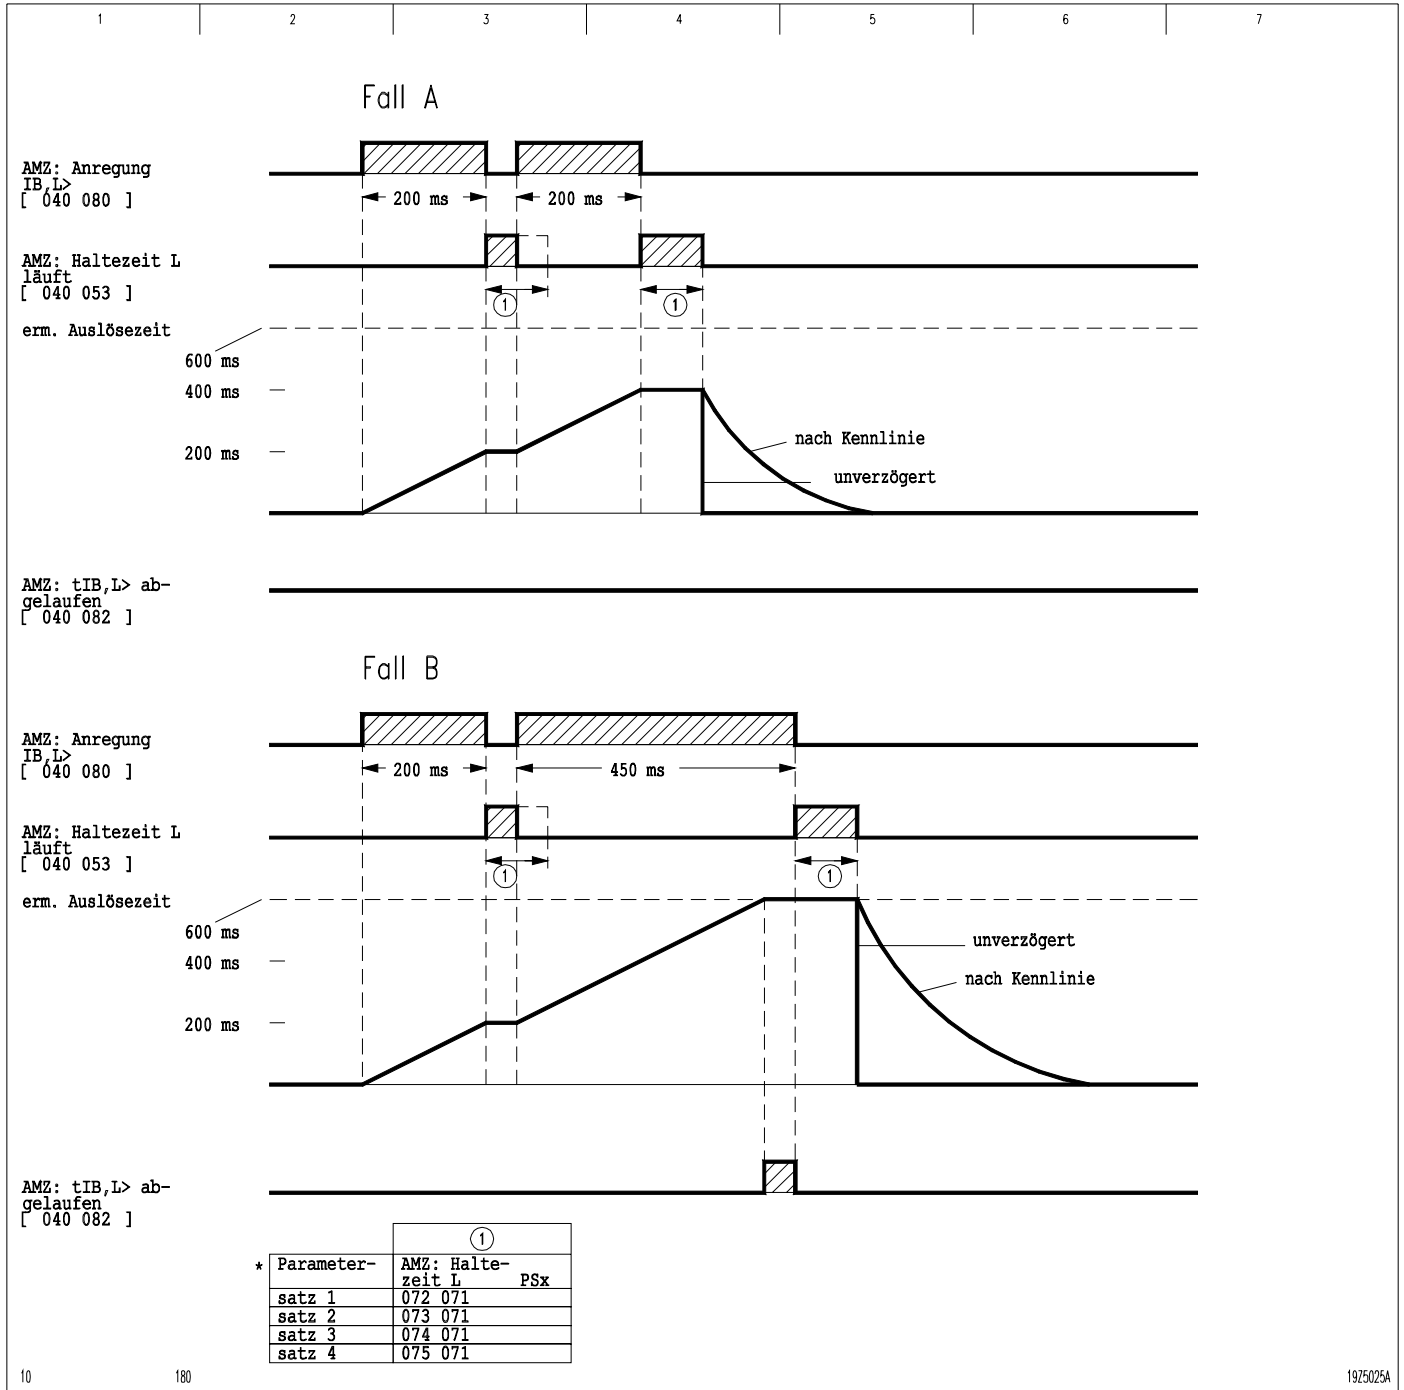 1 2 3 4 5 6 7
Fall A
AMZ: Anregung
IB,L>
[ 040 080 ]
200 ms 200 ms
AMZ: Haltezeit L
läuft
[ 040 053 ]
1 1
erm. Auslösezeit
600 ms
400 ms
nach Kennlinie
200 ms
unverzögert
AMZ: tIB,L> ab-
gelaufen
[ 040 082 ]
Fall B
AMZ: Anregung
IB,L>
[ 040 080 ]
200 ms 450 ms
AMZ: Haltezeit L
läuft
[ 040 053 ]
1 1
erm. Auslösezeit
600 ms
unverzögert
400 ms
nach Kennlinie
200 ms
AMZ: tIB,L> ab-
gelaufen
[ 040 082 ]
1
* Parameter- AMZ: Halte-
zeit L PSx
satz 1 072 071
satz 2 073 071
satz 3 074 071
satz 4 075 071
10 180 19Z5025A